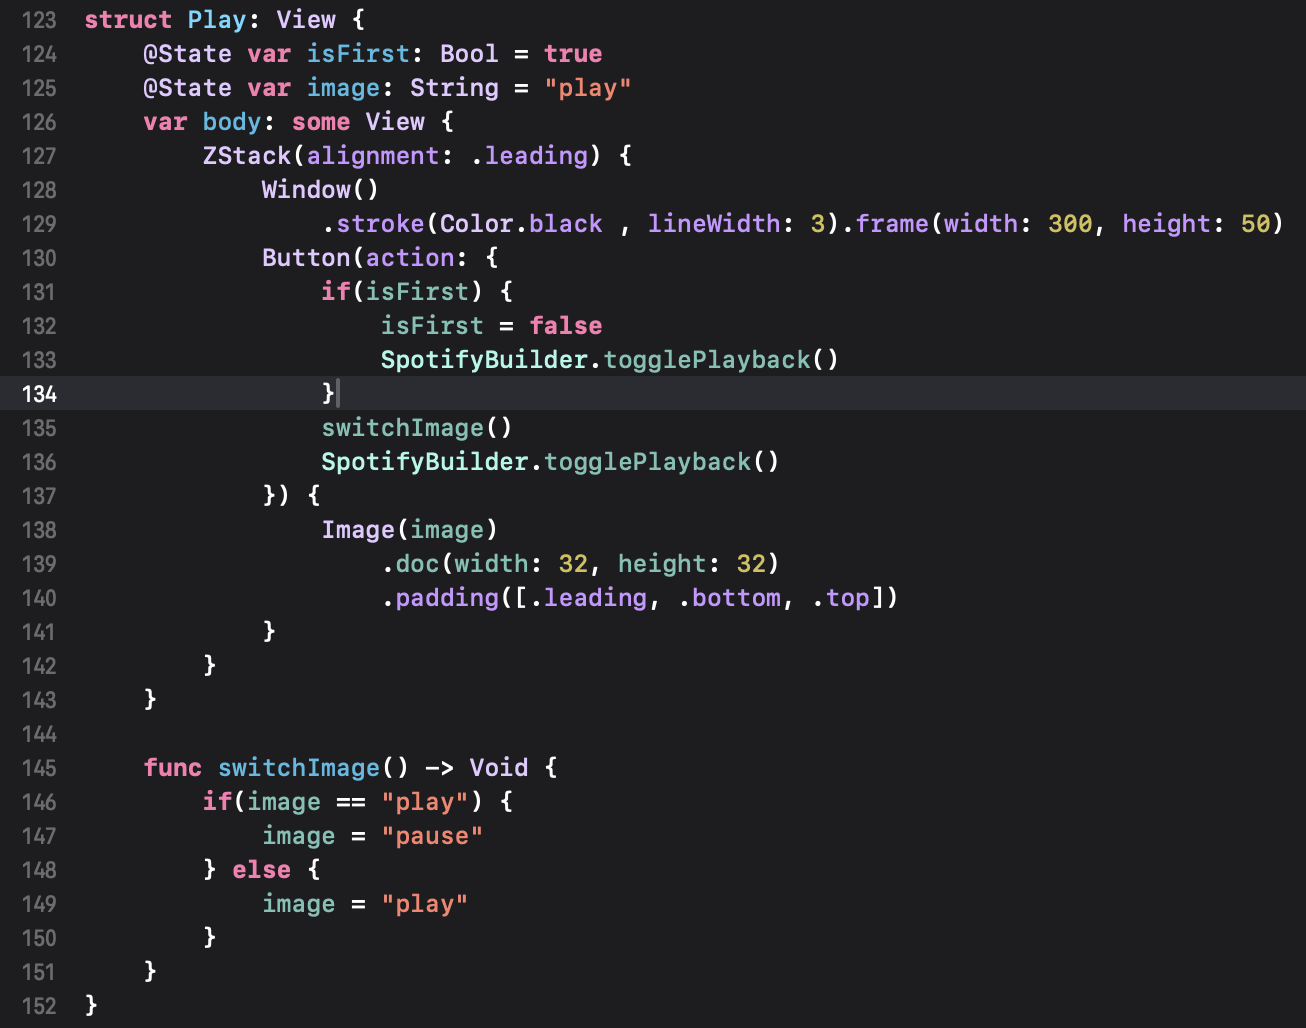 123 struct Play: View {
124     @State var isFirst: Bool = true
125     @State var image: String = "play"
126     var body: some View {
127         ZStack(alignment: .leading) {
128             Window()
129                 .stroke(Color.black , lineWidth: 3).frame(width: 300, height: 50)
130             Button(action: {
131                 if(isFirst) {
132                     isFirst = false
133                     SpotifyBuilder.togglePlayback()
134                 }
135                 switchImage()
136                 SpotifyBuilder.togglePlayback()
137             }) {
138                 Image(image)
139                     .doc(width: 32, height: 32)
140                     .padding([.leading, .bottom, .top])
141             }
142         }
143     }
144
145     func switchImage() -> Void {
146         if(image == "play") {
147             image = "pause"
148         } else {
149             image = "play"
150         }
151     }
152 }